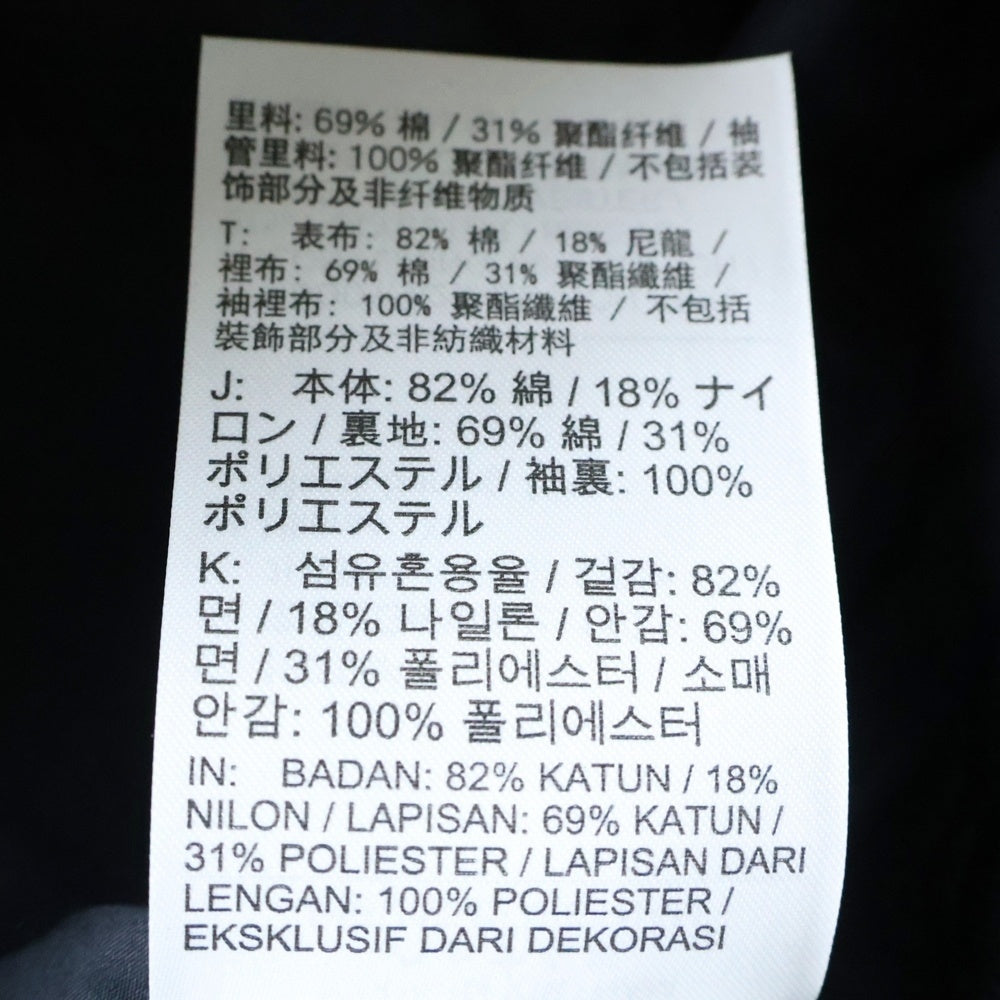 里料: 69% 棉 / 31% 聚酯纤维 / 袖
管里料: 100% 聚酯纤维 / 不包括装
饰部分及非纤维物质
T: 表布: 82% 棉 / 18% 尼龍 /
裡布: 69% 棉 / 31% 聚酯纖維 /
袖裡布: 100% 聚酯纖維 / 不包括
裝飾部分及非紡織材料
J: 本体: 82% 綿 / 18% ナイ
ロン / 裏地: 69% 綿 / 31%
ポリエステル / 袖裏: 100%
ポリエステル
K: 섬유혼용율 / 겉감: 82%
면 / 18% 나일론 / 안감: 69%
면 / 31% 폴리에스터 / 소매
안감: 100% 폴리에스터
IN: BADAN: 82% KATUN / 18%
NILON / LAPISAN: 69% KATUN /
31% POLIESTER / LAPISAN DARI
LENGAN: 100% POLIESTER /
EKSKLUSIF DARI DEKORASI